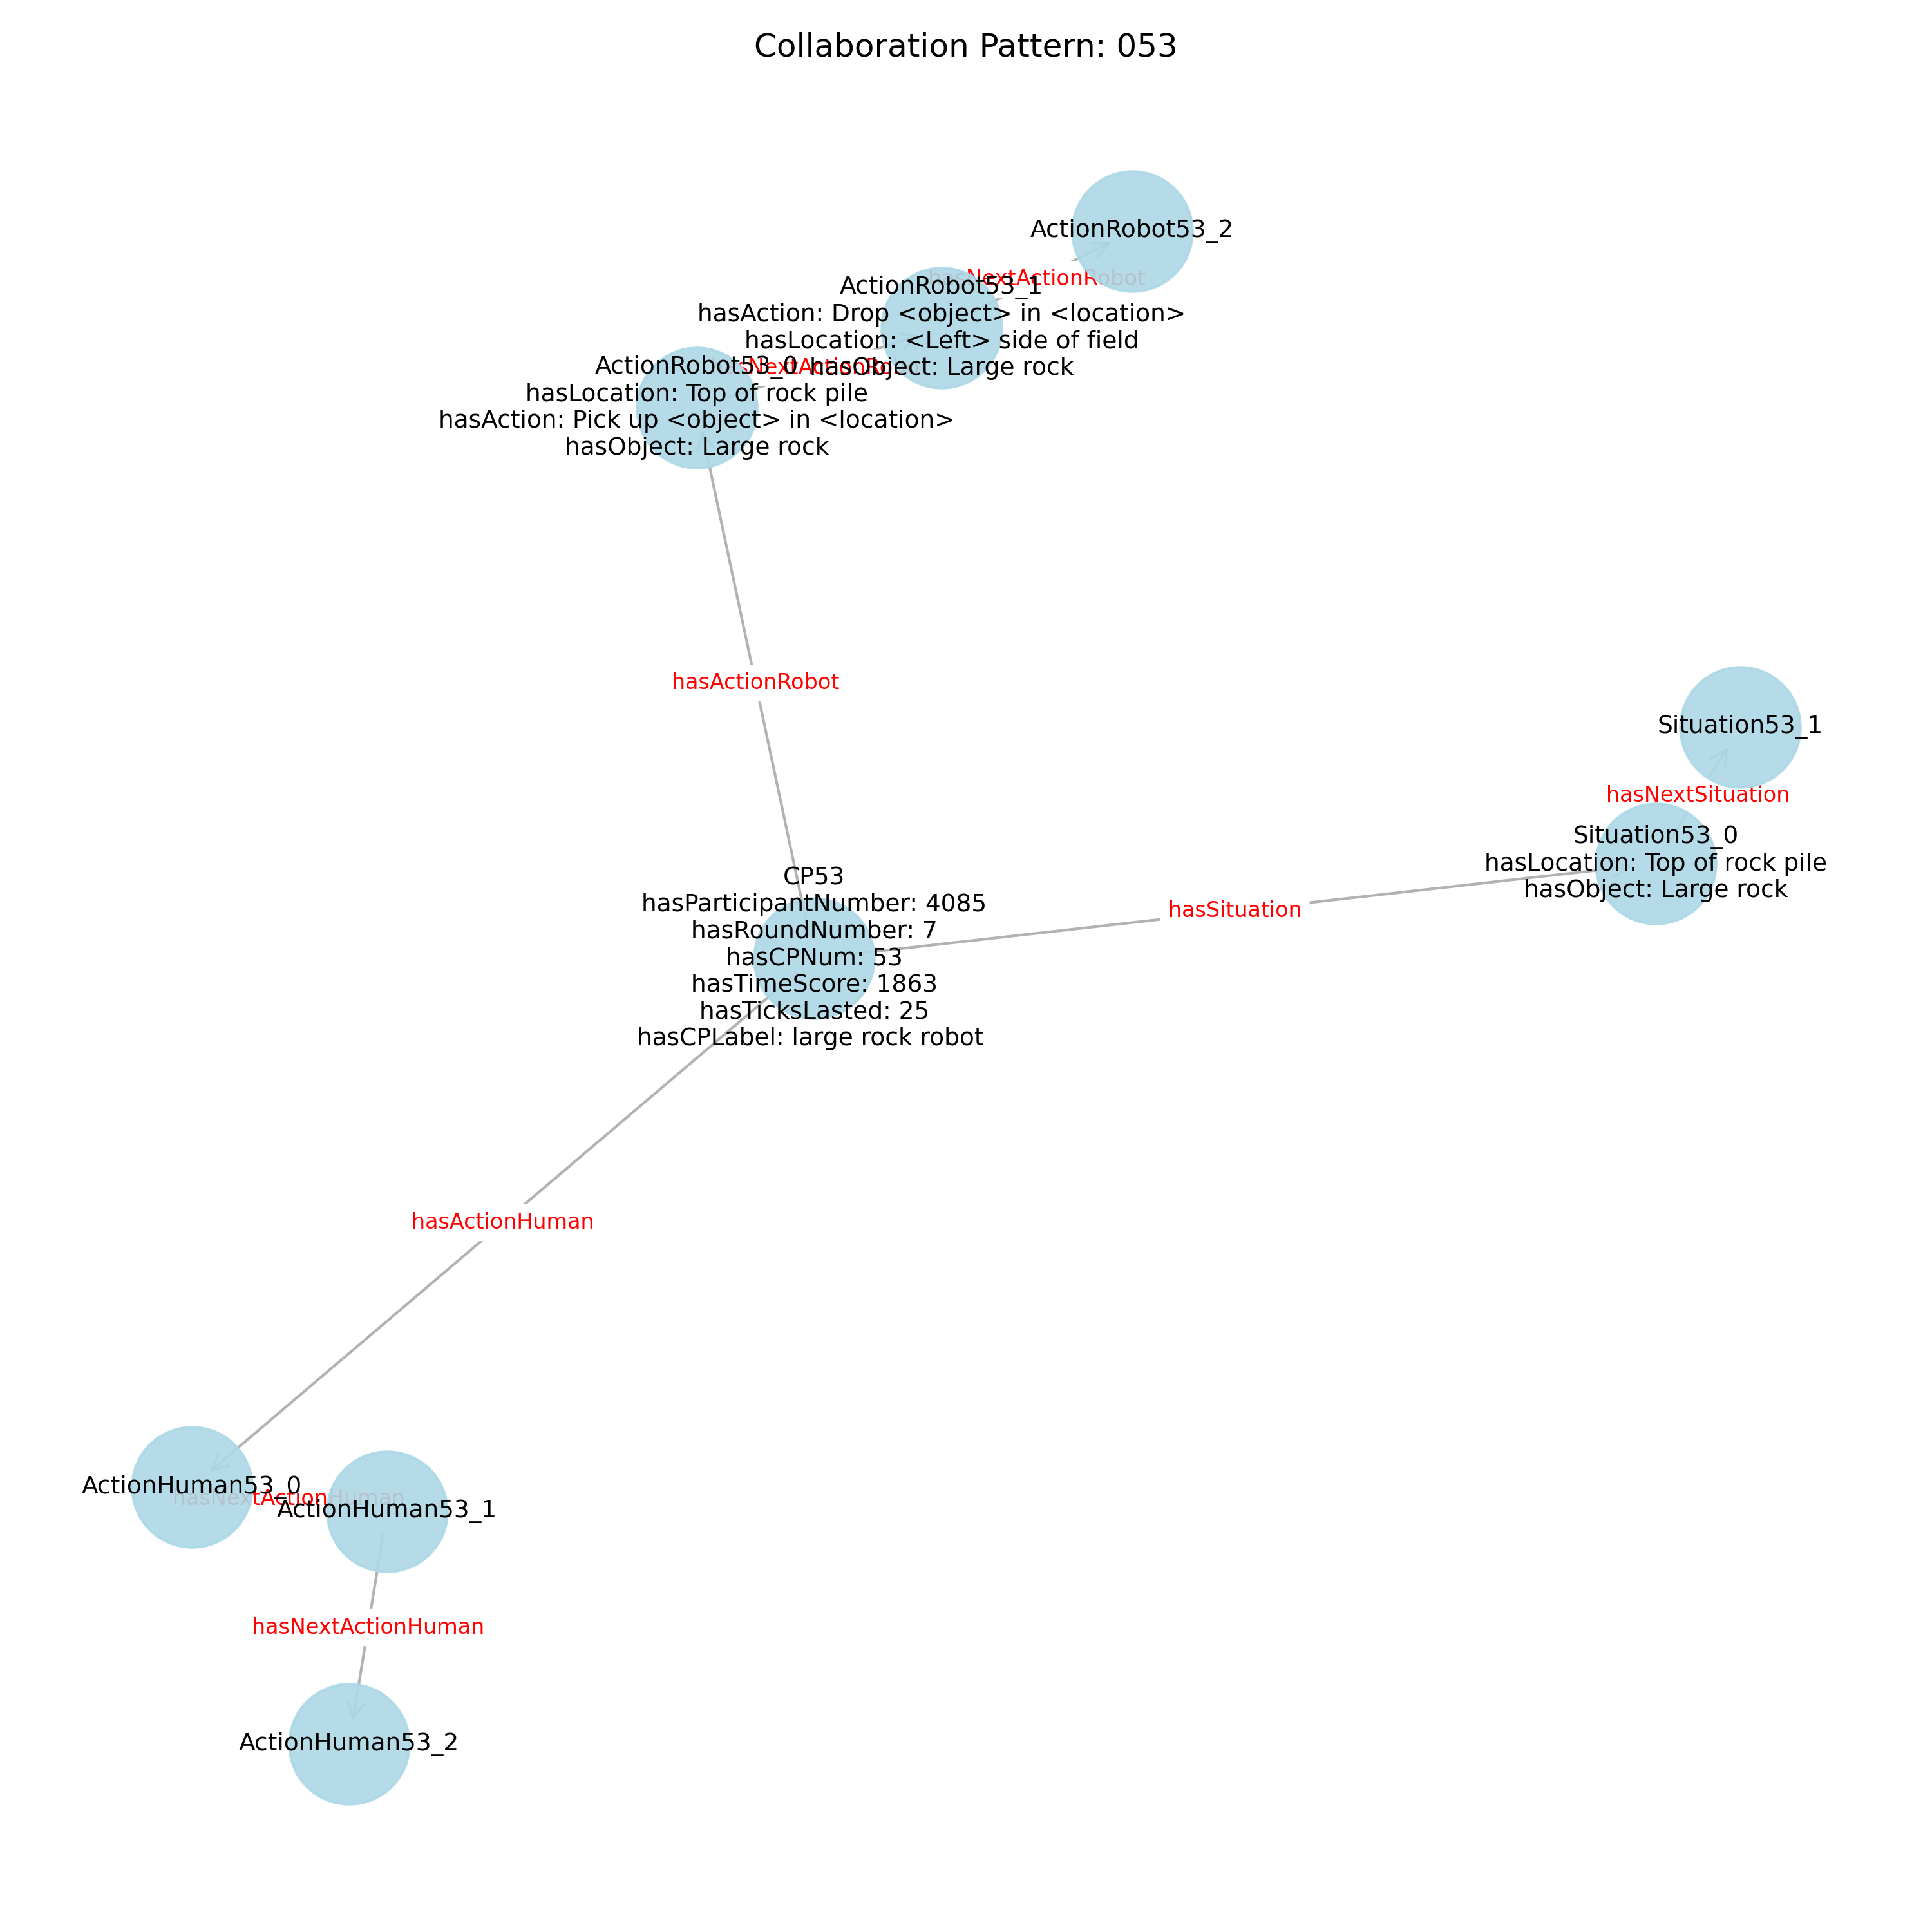 Collaboration Pattern: 053
ActionRobot53_2
hasNextActionRobot
ActionRobot53_1
hasAction: Drop <object> in <location>
hasLocation: <Left> side of field
hasObject: Large rock
ActionRobot53_0
hasLocation: Top of rock pile
hasAction: Pick up <object> in <location>
hasObject: Large rock
hasActionRobot
Situation53_1
hasNextSituation
Situation53_0
hasLocation: Top of rock pile
hasObject: Large rock
hasSituation
CP53
hasParticipantNumber: 4085
hasRoundNumber: 7
hasCPNum: 53
hasTimeScore: 1863
hasTicksLasted: 25
hasCPLabel: large rock robot
hasActionHuman
ActionHuman53_0
hasNextActionHuman
ActionHuman53_1
hasNextActionHuman
ActionHuman53_2